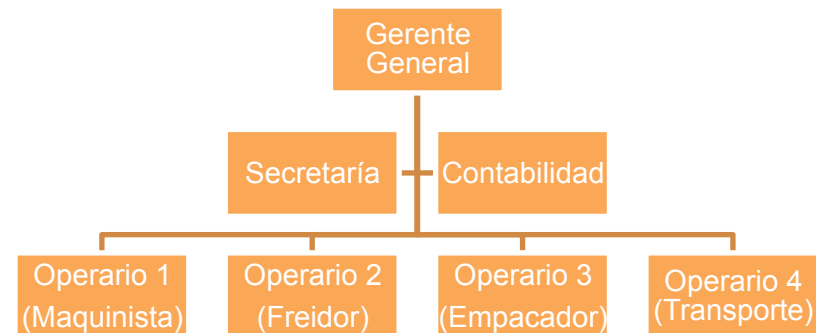 Gerente
General
Secretaría
Contabilidad
Operario 1
(Maquinista)
Operario 2
(Freidor)
Operario 3
(Empacador)
Operario 4
(Transporte)